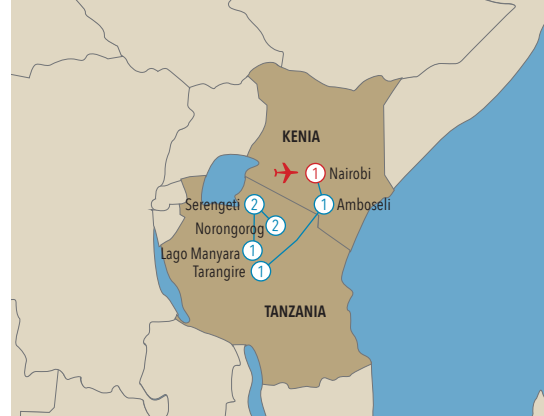 KENIA
1 Nairobi
Serengeti 2
1 Amboseli
Norongorog 2
Lago Manyara 1
Tarangire 1
TANZANIA